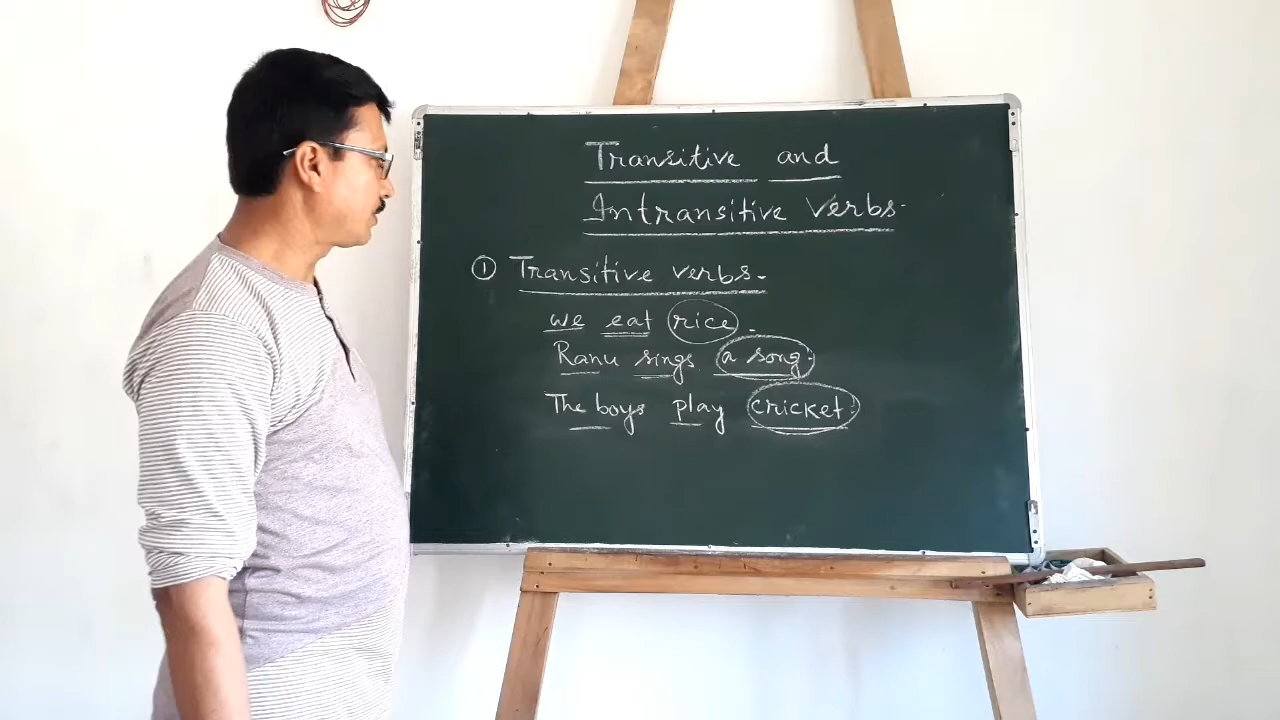 Transitive and
Intransitive Verbs.
① Transitive verbs.
we eat rice.
Ranu sings a song.
The boys play cricket.